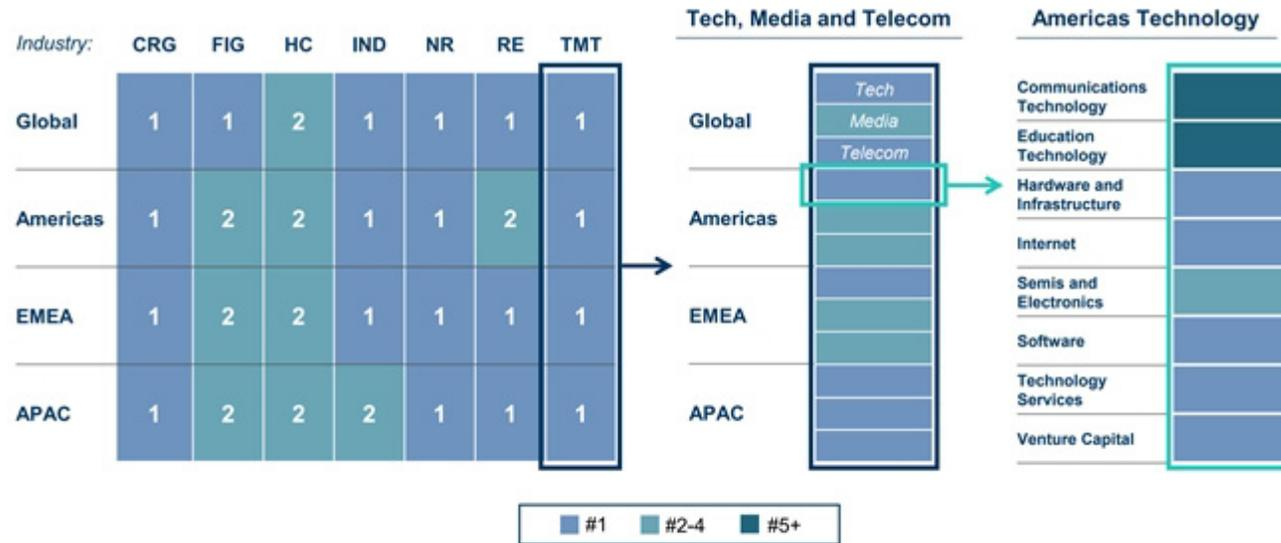 Industry: CRG FIG HC IND NR RE TMT
Global 1 1 2 1 1 1 1
Americas 1 2 2 1 1 2 1
EMEA 1 2 2 1 1 1 1
APAC 1 2 2 2 1 1 1
Tech, Media and Telecom
Global
Tech
Media
Telecom
Americas
EMEA
APAC
Americas Technology
Communications
Technology
Education
Technology
Hardware and
Infrastructure
Internet
Semis and
Electronics
Software
Technology
Services
Venture Capital
#1 #2-4 #5+